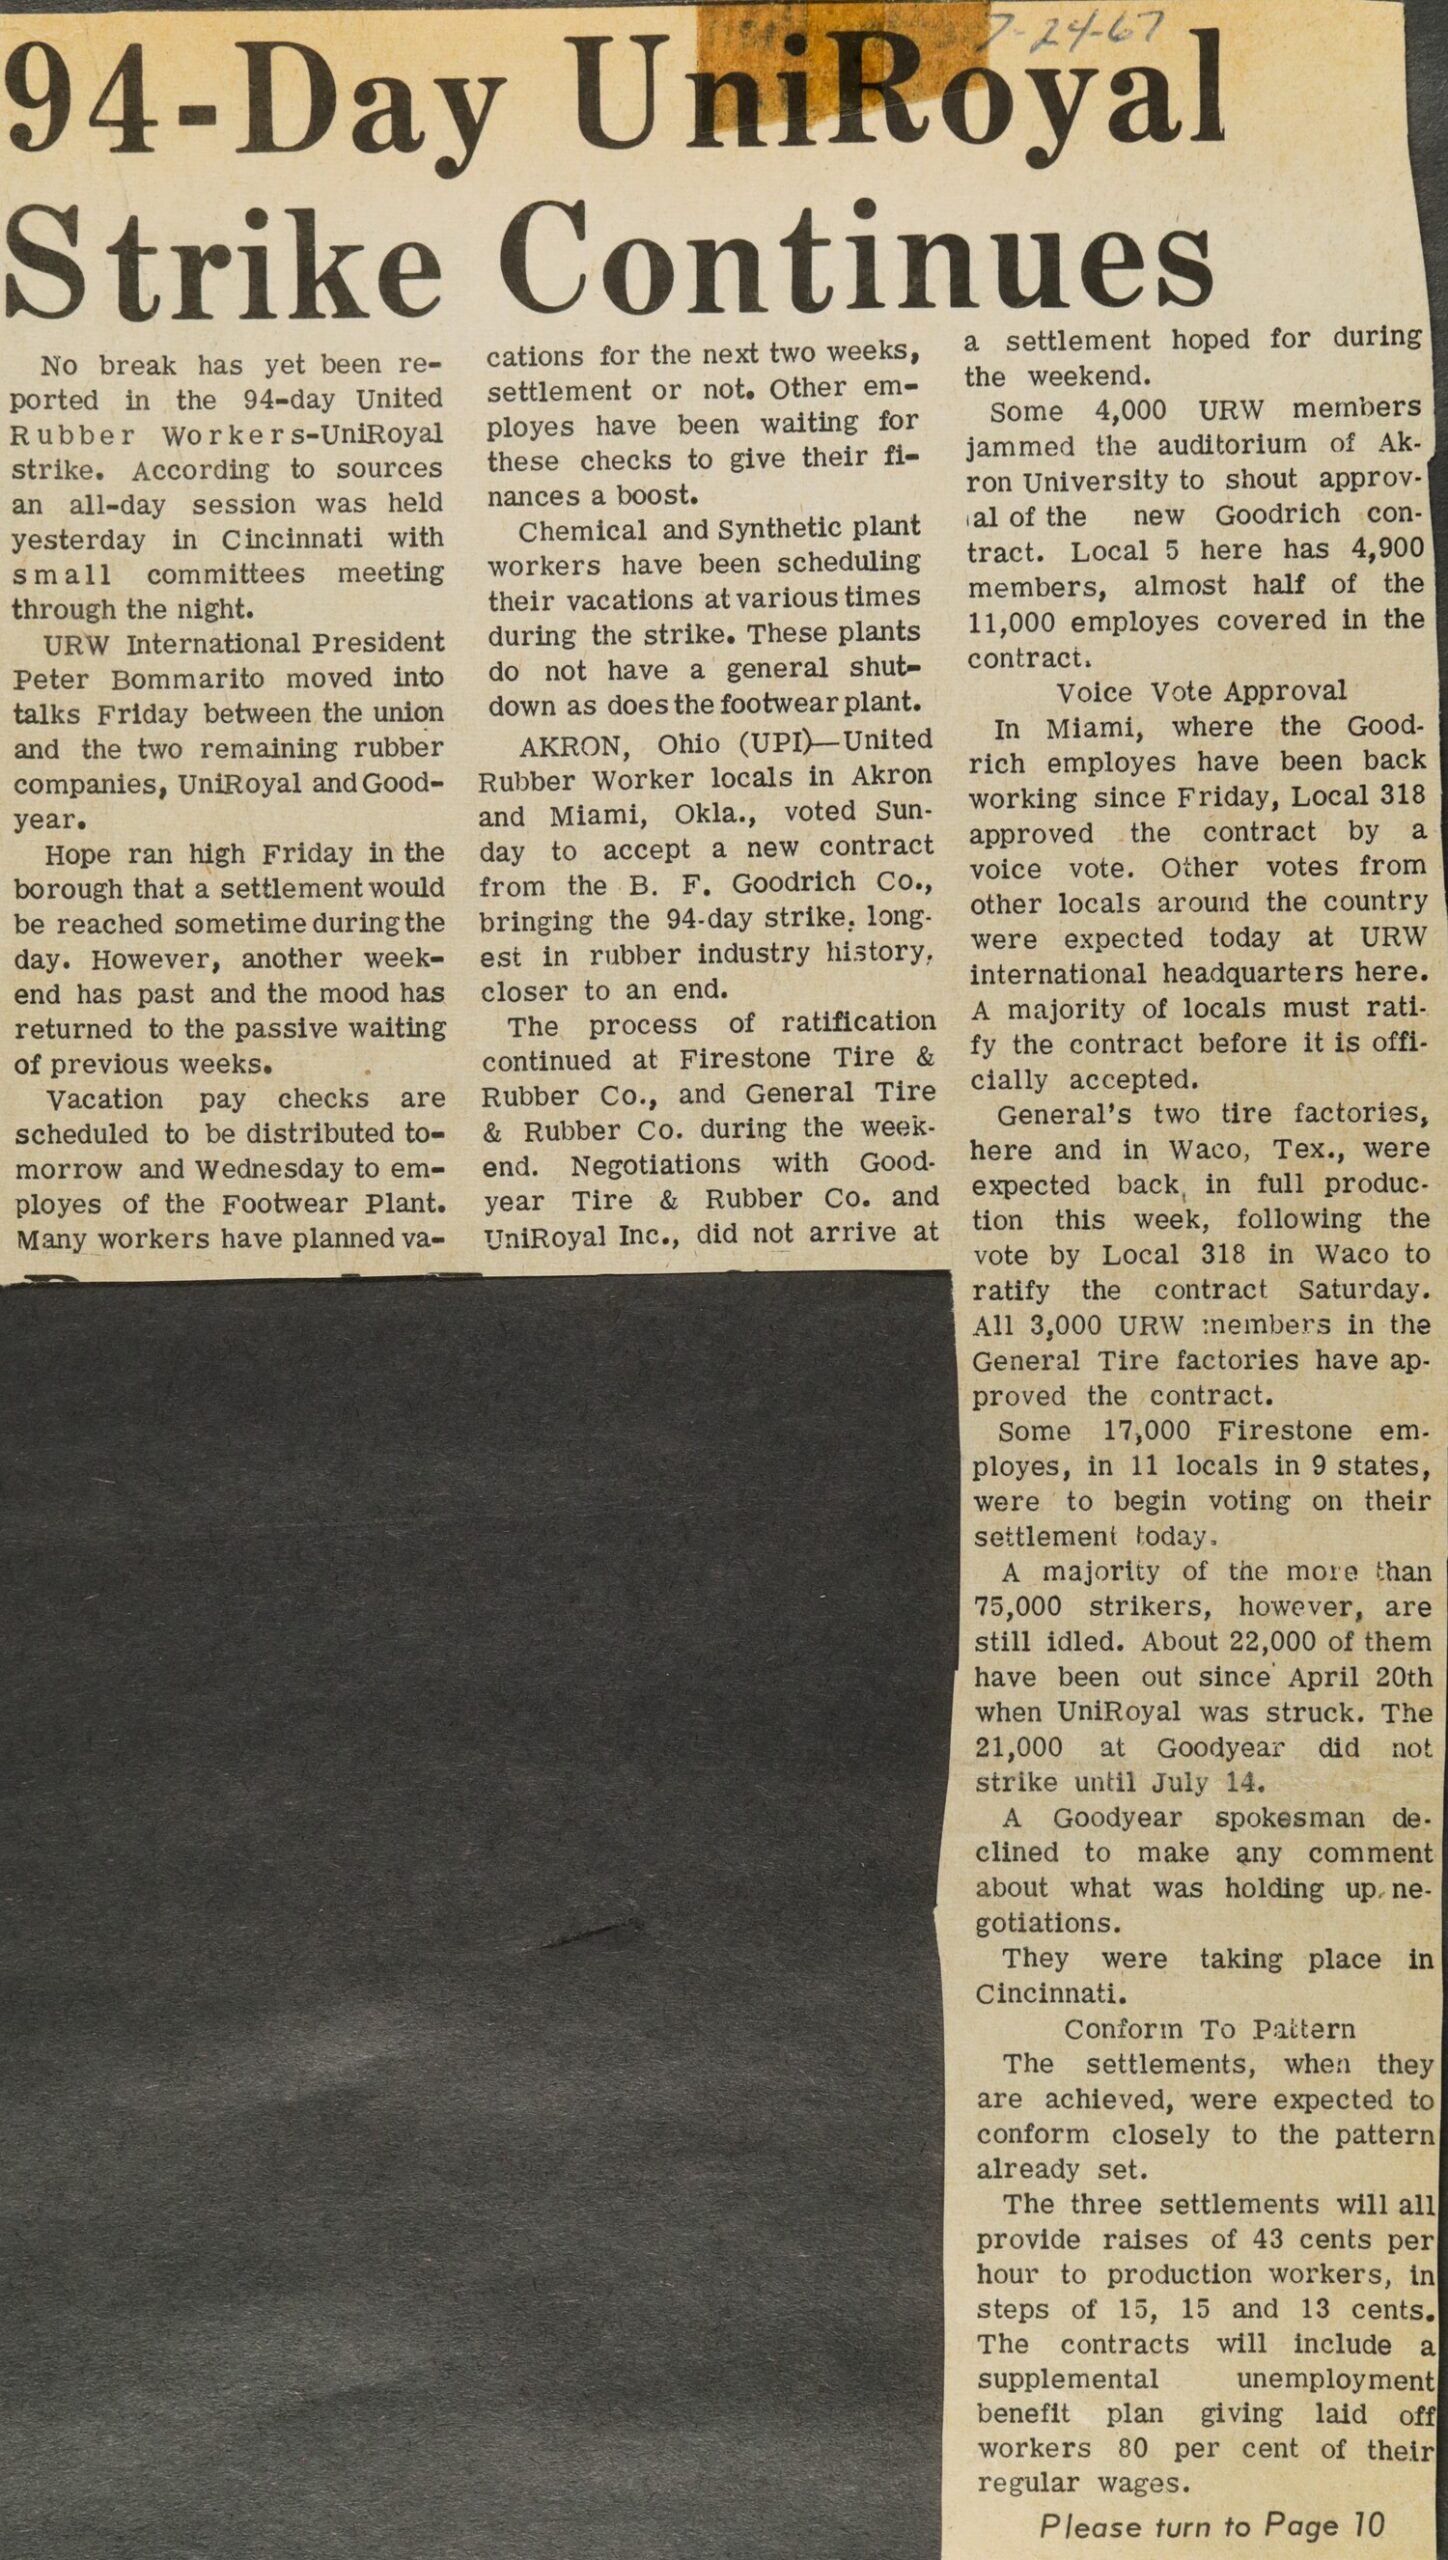 7-24-67
94-Day UniRoyal
Strike Continues
No break has yet been re-
ported in the 94-day United
Rubber Workers-UniRoyal
strike. According to sources
an all-day session was held
yesterday in Cincinnati with
small committees meeting
through the night.
URW International President
Peter Bommarito moved into
talks Friday between the union
and the two remaining rubber
companies, UniRoyal and Good-
year.
Hope ran high Friday in the
borough that a settlement would
be reached sometime during the
day. However, another week-
end has past and the mood has
returned to the passive waiting
of previous weeks.
Vacation pay checks are
scheduled to be distributed to-
morrow and Wednesday to em-
ployes of the Footwear Plant.
Many workers have planned va-
cations for the next two weeks,
settlement or not. Other em-
ployes have been waiting for
these checks to give their fi-
nances a boost.
Chemical and Synthetic plant
workers have been scheduling
their vacations at various times
during the strike. These plants
do not have a general shut-
down as does the footwear plant.
AKRON, Ohio (UPI)—United
Rubber Worker locals in Akron
and Miami, Okla., voted Sun-
day to accept a new contract
from the B. F. Goodrich Co.,
bringing the 94-day strike, long-
est in rubber industry history,
closer to an end.
The process of ratification
continued at Firestone Tire &
Rubber Co., and General Tire
& Rubber Co. during the week-
end. Negotiations with Good-
year Tire & Rubber Co. and
UniRoyal Inc., did not arrive at
a settlement hoped for during
the weekend.
Some 4,000 URW members
jammed the auditorium of Ak-
ron University to shout approv-
al of the new Goodrich con-
tract. Local 5 here has 4,900
members, almost half of the
11,000 employes covered in the
contract.
Voice Vote Approval
In Miami, where the Good-
rich employes have been back
working since Friday, Local 318
approved the contract by a
voice vote. Other votes from
other locals around the country
were expected today at URW
international headquarters here.
A majority of locals must rati-
fy the contract before it is offi-
cially accepted.
General's two tire factories,
here and in Waco, Tex., were
expected back in full produc-
tion this week, following the
vote by Local 318 in Waco to
ratify the contract Saturday.
All 3,000 URW members in the
General Tire factories have ap-
proved the contract.
Some 17,000 Firestone em-
ployes, in 11 locals in 9 states,
were to begin voting on their
settlement today.
A majority of the more than
75,000 strikers, however, are
still idled. About 22,000 of them
have been out since April 20th
when UniRoyal was struck. The
21,000 at Goodyear did not
strike until July 14.
A Goodyear spokesman de-
clined to make any comment
about what was holding up ne-
gotiations.
They were taking place in
Cincinnati.
Conform To Pattern
The settlements, when they
are achieved, were expected to
conform closely to the pattern
already set.
The three settlements will all
provide raises of 43 cents per
hour to production workers, in
steps of 15, 15 and 13 cents.
The contracts will include a
supplemental unemployment
benefit plan giving laid off
workers 80 per cent of their
regular wages.
Please turn to Page 10